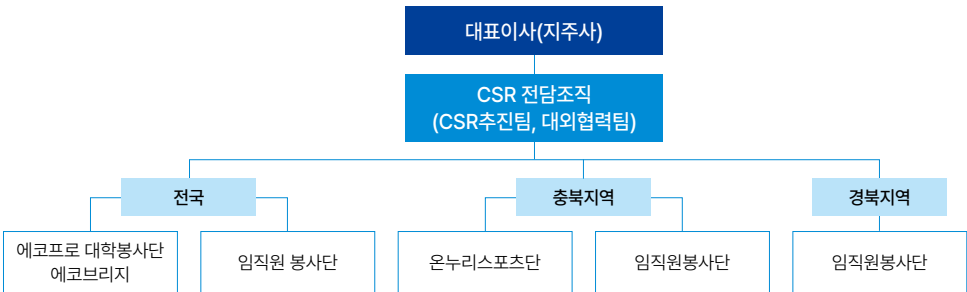 대표이사(지주사)
CSR 전담조직
(CSR추진팀, 대외협력팀)
전국
충북지역
경북지역
에코프로 대학봉사단
에코브리지
임직원 봉사단
온누리스포츠단
임직원봉사단
임직원봉사단